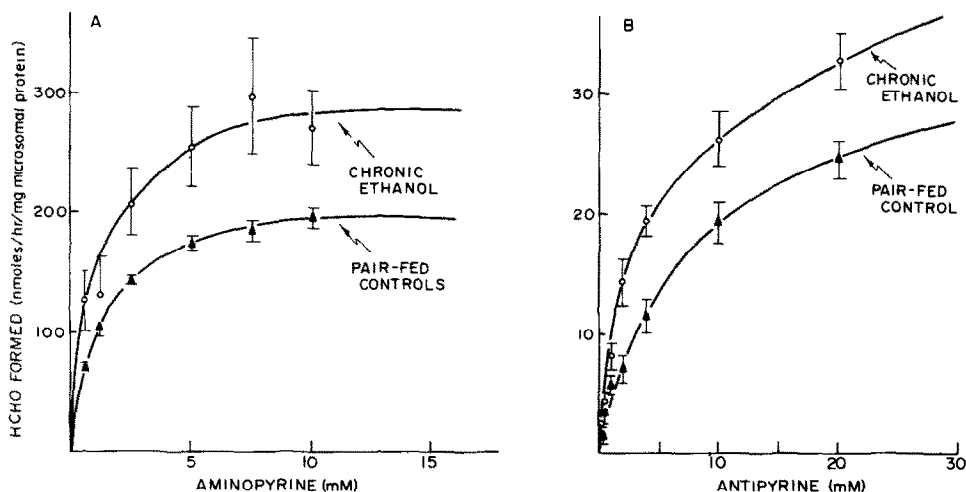 A
HCHO FORMED (nmoles/hr/mg microsomal protein)
300
200
100
CHRONIC
ETHANOL
PAIR-FED
CONTROLS
5
10
15
AMINOPYRINE (mM)
B
30
20
10
CHRONIC
ETHANOL
PAIR-FED
CONTROL
10
20
30
ANTIPYRINE (mM)